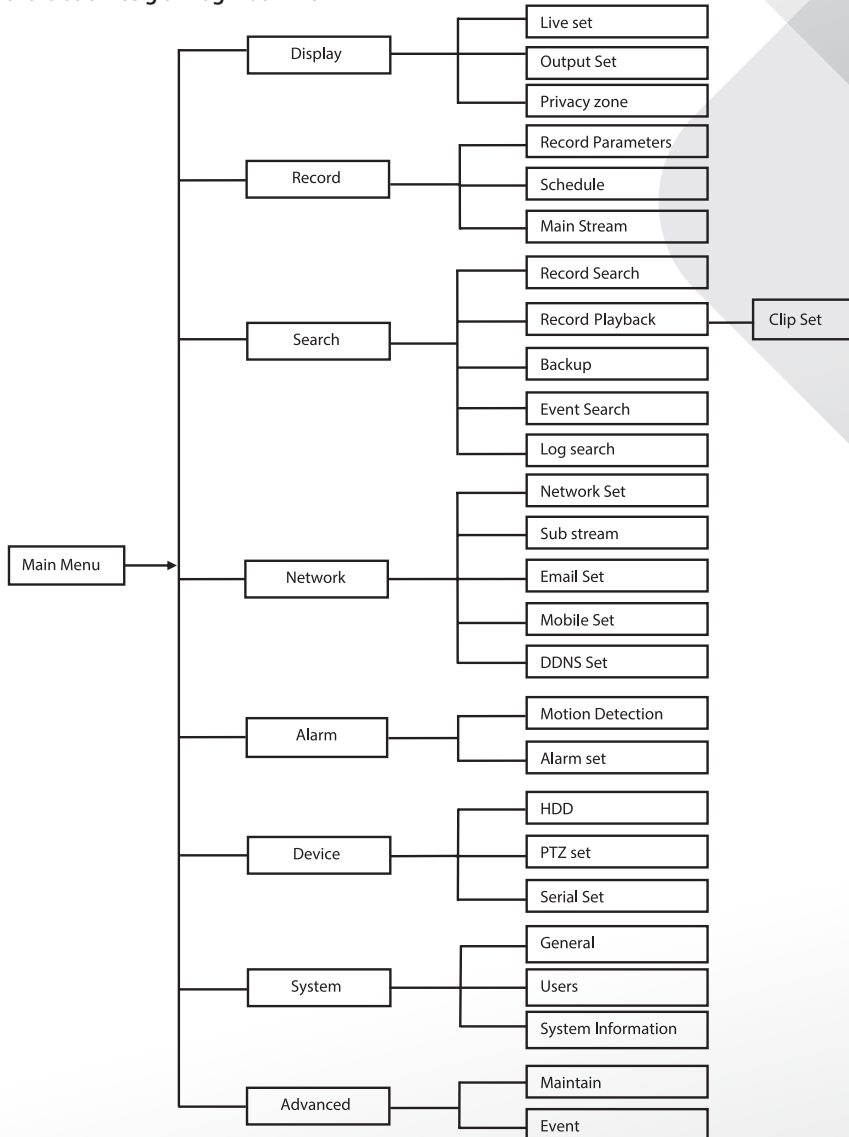 Live set
Display
Output Set
Privacy zone
Record Parameters
Record
Schedule
Main Stream
Record Search
Record Playback
Clip Set
Search
Backup
Event Search
Log search
Network Set
Sub stream
Main Menu
Network
Email Set
Mobile Set
DDNS Set
Motion Detection
Alarm
Alarm set
HDD
Device
PTZ set
Serial Set
General
System
Users
System Information
Maintain
Advanced
Event